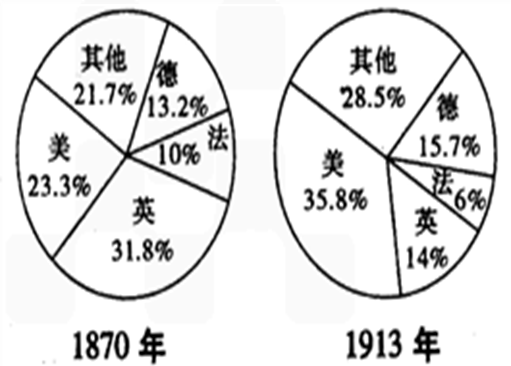 其他
21.7%
德
13.2%
法
10%
英
31.8%
美
23.3%
1870 年
其他
28.5%
德
15.7%
法
6%
英
14%
美
35.8%
1913 年